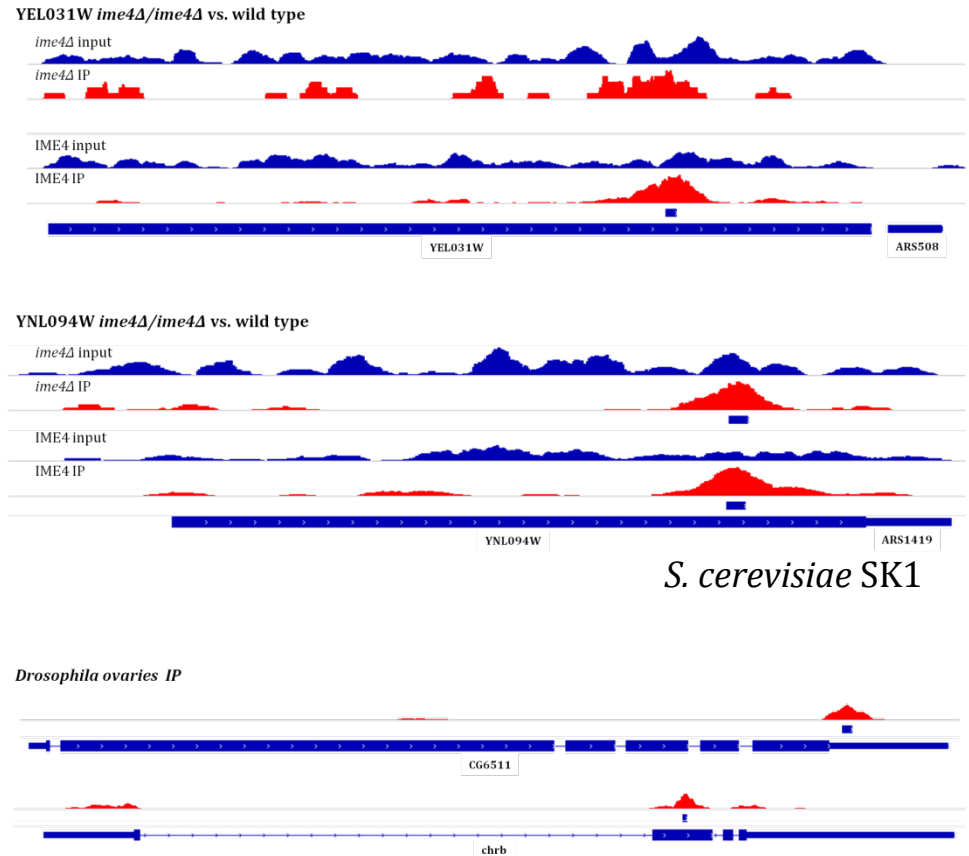 YEL031W ime4Δ/ime4Δ vs. wild type
ime4Δ input
ime4Δ IP
IME4 input
IME4 IP
YEL031W
ARS508
YNL094W ime4Δ/ime4Δ vs. wild type
ime4Δ input
ime4Δ IP
IME4 input
IME4 IP
YNL094W
ARS1419
S. cerevisiae SK1
Drosophila ovaries IP
CG6511
chrb